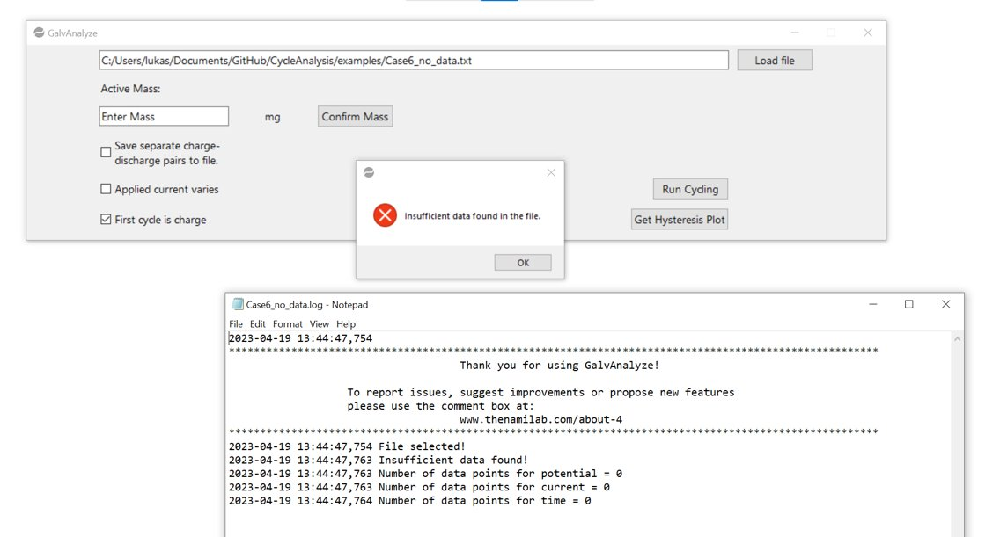 GalvAnalyze
C:/Users/lukas/Documents/GitHub/CycleAnalysis/examples/Case6_no_data.txt
Load file
Active Mass:
Enter Mass
mg
Confirm Mass
Save separate charge-
discharge pairs to file.
Applied current varies
Run Cycling
First cycle is charge
Get Hysteresis Plot
Insufficient data found in the file.
OK
Case6_no_data.log - Notepad
File Edit Format View Help
2023-04-19 13:44:47,754
*******************************************************************************************************
Thank you for using GalvAnalyze!
To report issues, suggest improvements or propose new features
please use the comment box at:
www.thenamilab.com/about-4
*******************************************************************************************************
2023-04-19 13:44:47,754 File selected!
2023-04-19 13:44:47,763 Insufficient data found!
2023-04-19 13:44:47,763 Number of data points for potential = 0
2023-04-19 13:44:47,763 Number of data points for current = 0
2023-04-19 13:44:47,764 Number of data points for time = 0